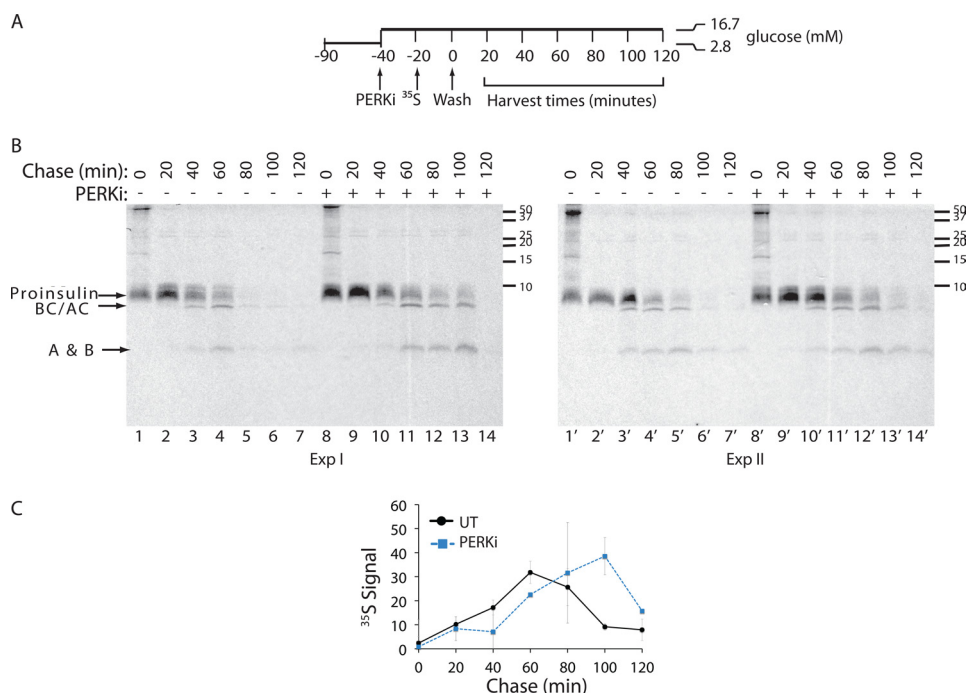 A
16.7
2.8
glucose (mM)
-90 -40 -20 0 20 40 60 80 100 120
PERKi 35S Wash Harvest times (minutes)
B
Chase (min): 0 20 40 60 80 100 120 0 20 40 60 80 100 120 0 20 40 60 80 100 120 0 20 40 60 80 100 120
PERKi: - - - - - - - + + + + + + + - - - - - - - + + + + + + +
50
37
25
20
15
10
50
37
25
20
15
10
Proinsulin
BC/AC
A & B
1 2 3 4 5 6 7 8 9 10 11 12 13 14 1′ 2′ 3′ 4′ 5′ 6′ 7′ 8′ 9′ 10′ 11′ 12′ 13′ 14′
Exp I Exp II
C
35S Signal
60
50
40
30
20
10
0
UT
PERKi
0 20 40 60 80 100 120
Chase (min)